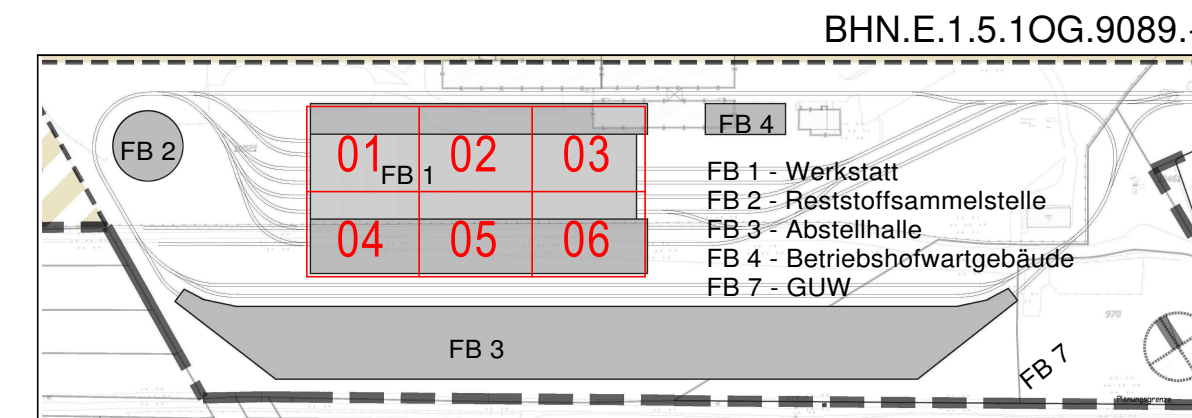 BHN.E.1.5.1OG.9089.-
FB 4
FB 2
01 02 03
FB 1
FB 1 - Werkstatt
FB 2 - Reststoffsammelstelle
FB 3 - Abstellhalle
FB 4 - Betriebshofwartgebäude
FB 7 - GUW
04 05 06
970
FB 3
FB 7
Planungsgrenze